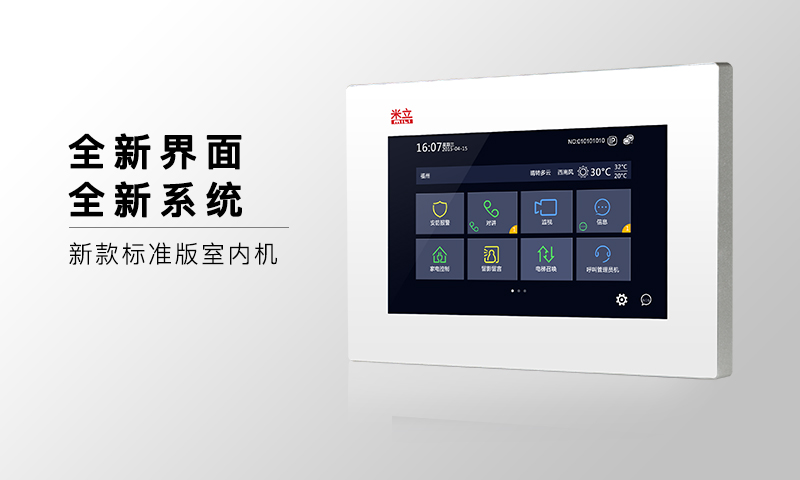 全新界面
全新系统
新款标准版室内机
米立
MILI
16:07 星期三 2015-04-15
NO:010101010
福州 晴转多云 西南风 30°C 32°C 20°C
安防报警 对讲 监视 信息
家电控制 留影留言 电梯召唤 呼叫管理员机